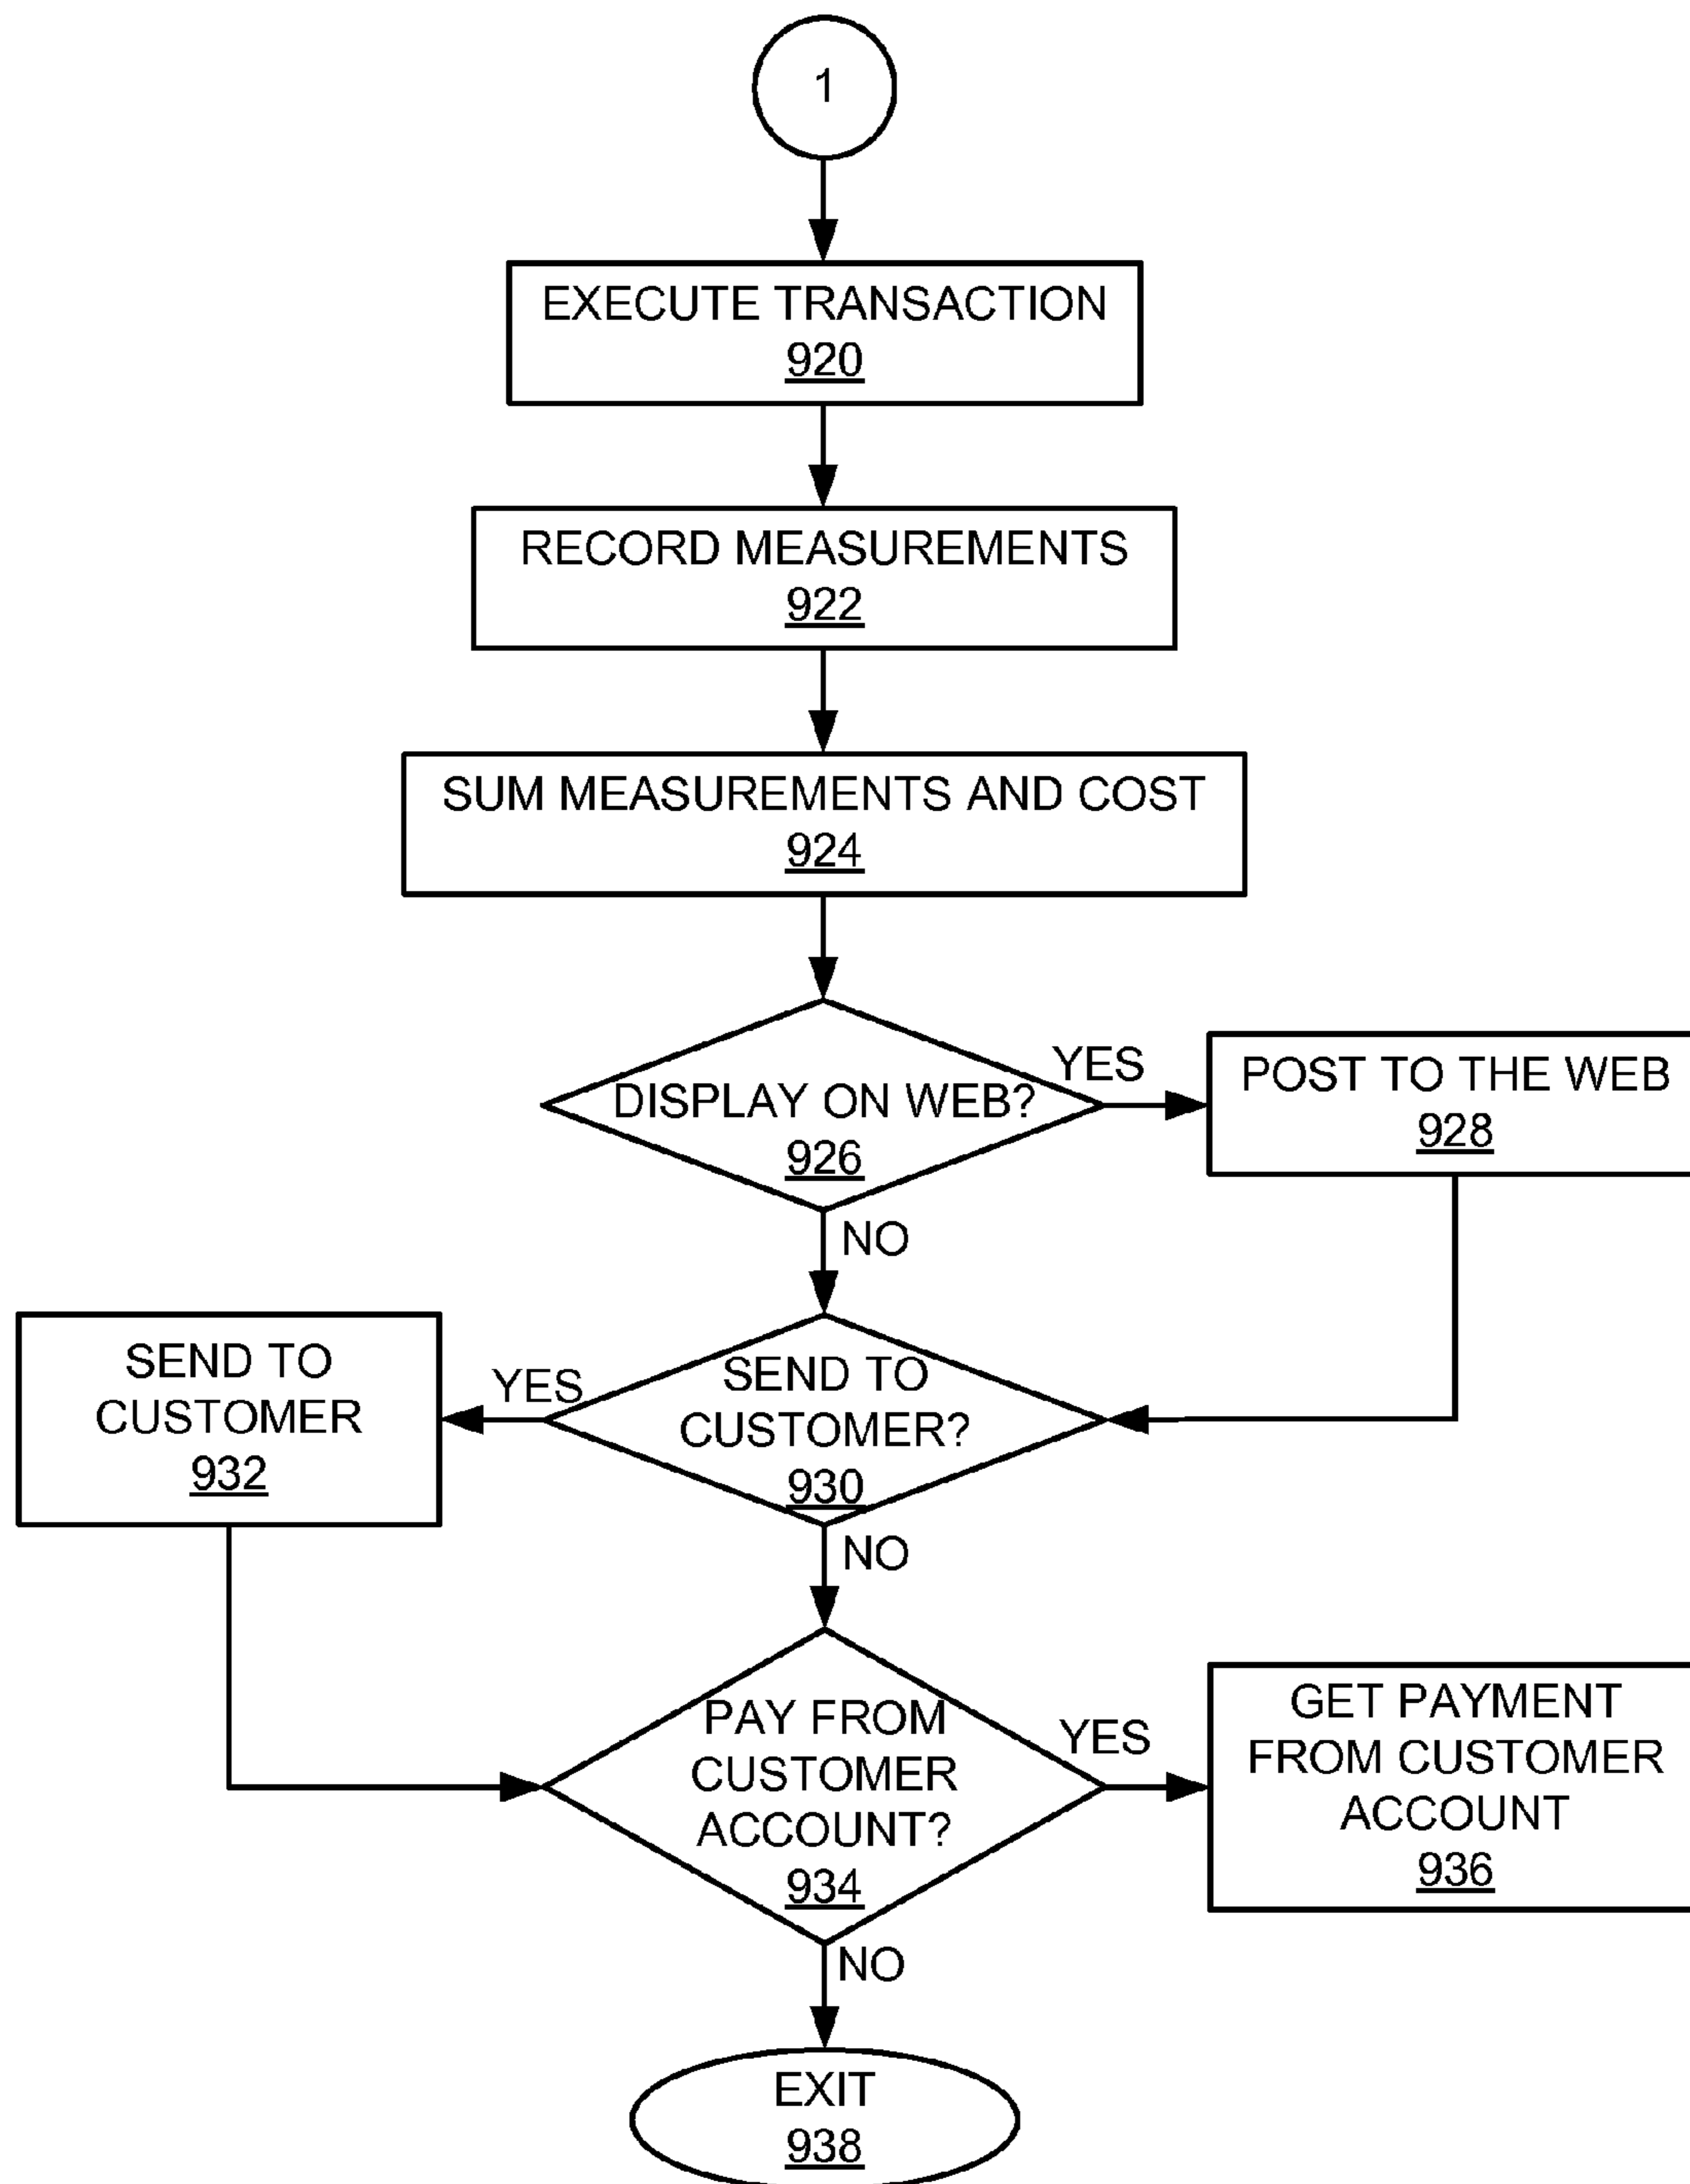 1
EXECUTE TRANSACTION
920
RECORD MEASUREMENTS
922
SUM MEASUREMENTS AND COST
924
DISPLAY ON WEB?
926
YES
POST TO THE WEB
928
NO
SEND TO
CUSTOMER?
930
YES
SEND TO
CUSTOMER
932
NO
PAY FROM
CUSTOMER
ACCOUNT?
934
YES
GET PAYMENT
FROM CUSTOMER
ACCOUNT
936
NO
EXIT
938